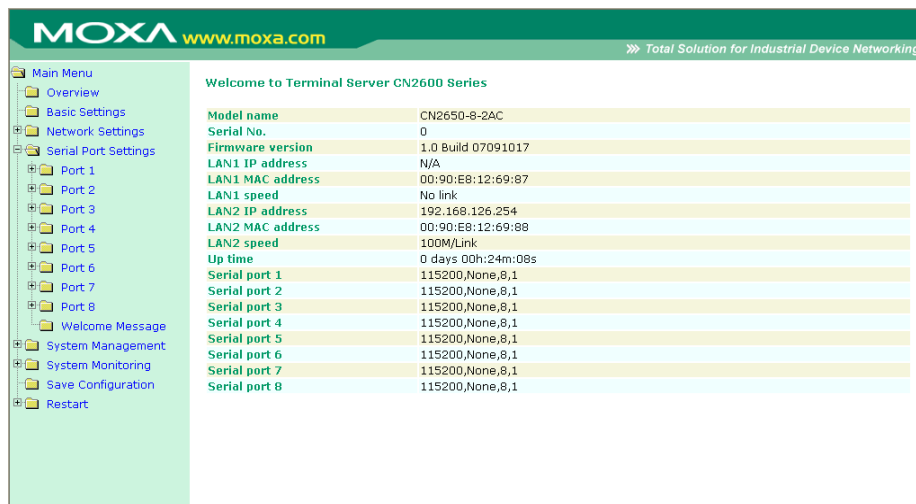 MOXA www.moxa.com
Total Solution for Industrial Device Networking
Main Menu
Overview
Basic Settings
Network Settings
Serial Port Settings
Port 1
Port 2
Port 3
Port 4
Port 5
Port 6
Port 7
Port 8
Welcome Message
System Management
System Monitoring
Save Configuration
Restart
Welcome to Terminal Server CN2600 Series
Model name CN2650-8-2AC
Serial No. 0
Firmware version 1.0 Build 07091017
LAN1 IP address N/A
LAN1 MAC address 00:90:E8:12:69:87
LAN1 speed No link
LAN2 IP address 192.168.126.254
LAN2 MAC address 00:90:E8:12:69:88
LAN2 speed 100M/Link
Up time 0 days 00h:24m:08s
Serial port 1 115200,None,8,1
Serial port 2 115200,None,8,1
Serial port 3 115200,None,8,1
Serial port 4 115200,None,8,1
Serial port 5 115200,None,8,1
Serial port 6 115200,None,8,1
Serial port 7 115200,None,8,1
Serial port 8 115200,None,8,1